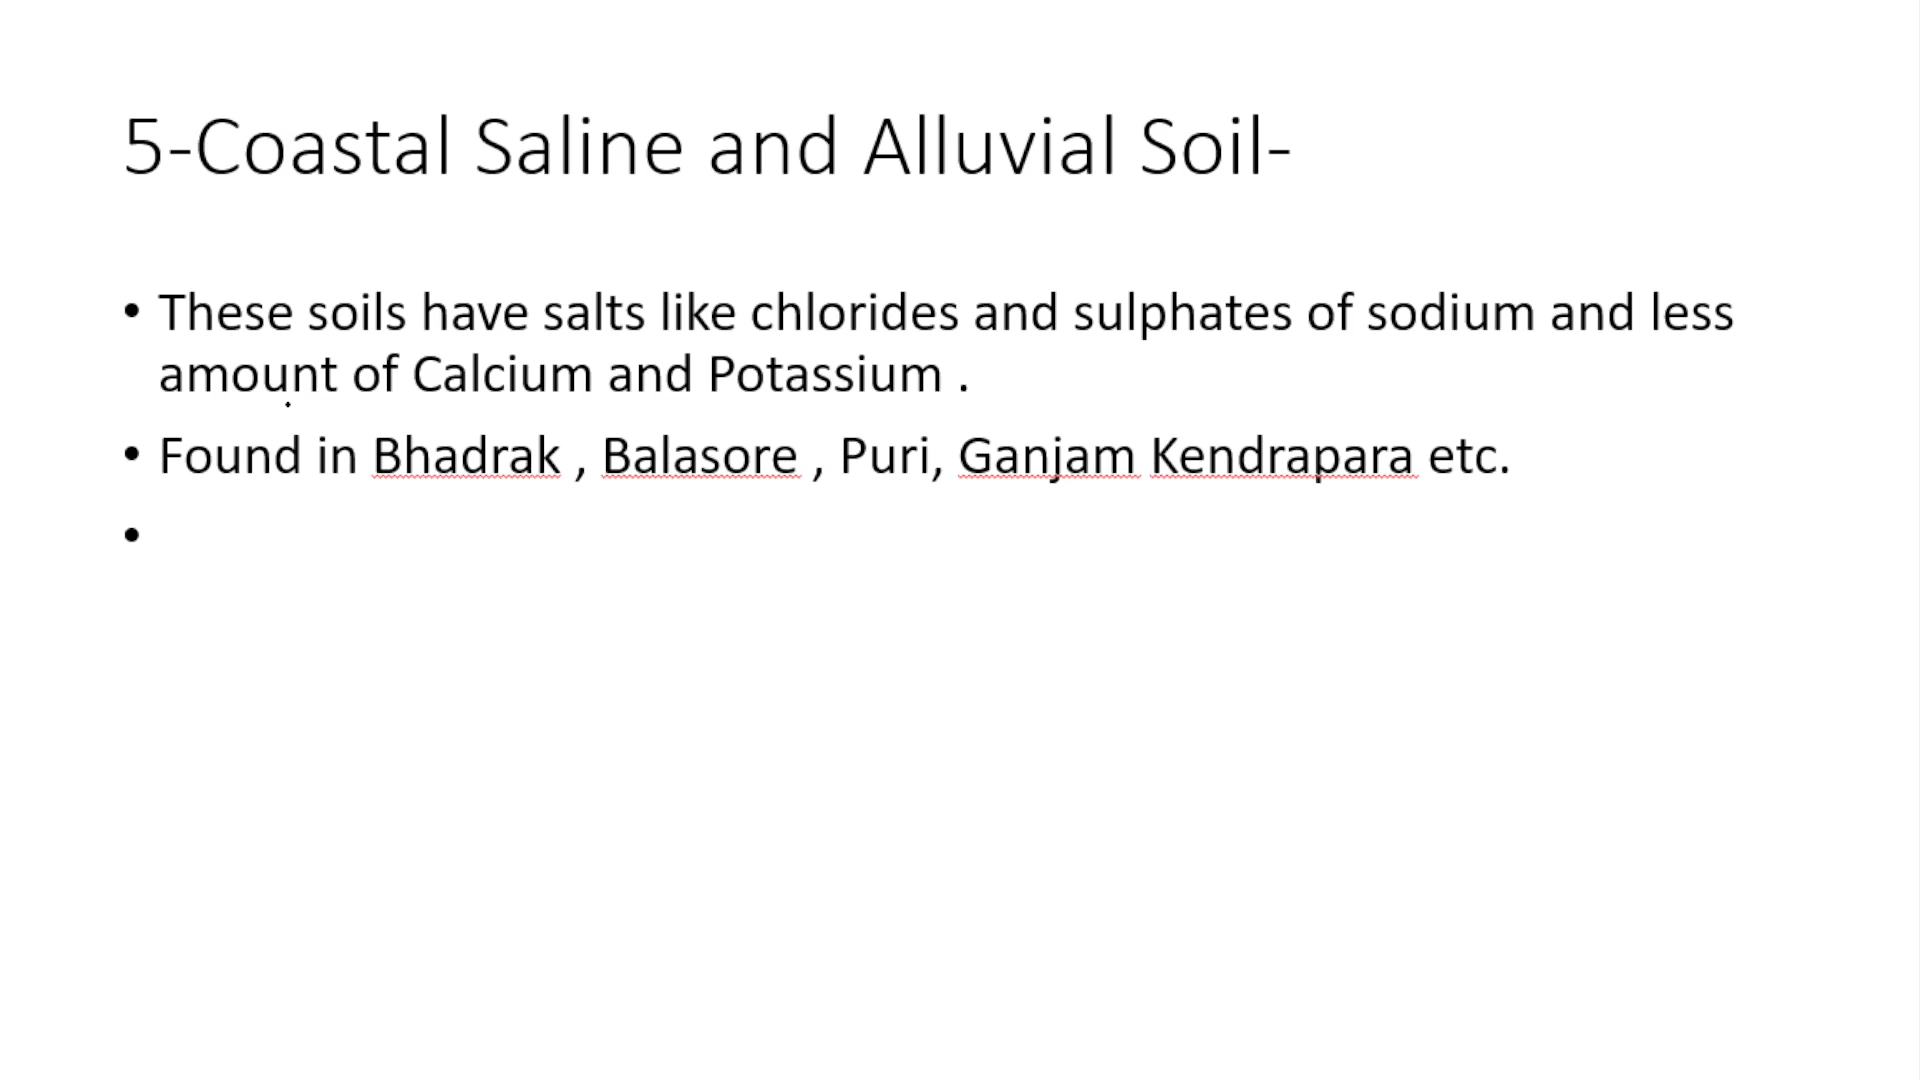 5-Coastal Saline and Alluvial Soil-
• These soils have salts like chlorides and sulphates of sodium and less
amount of Calcium and Potassium .
• Found in Bhadrak , Balasore , Puri, Ganjam Kendrapara etc.
•